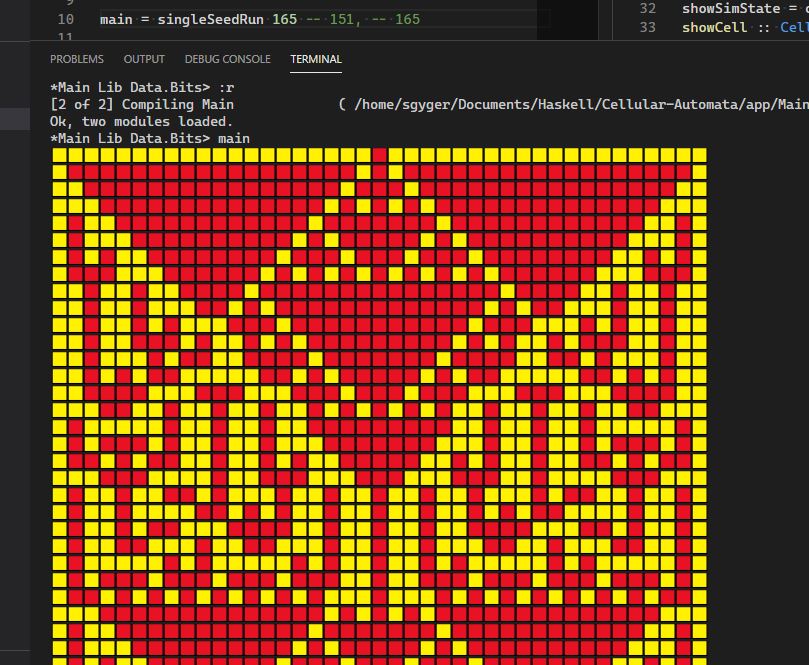 9
10 main = singleSeedRun 165 -- 151, -- 165
11
32 showSimState = c
33 showCell :: Cell
PROBLEMS OUTPUT DEBUG CONSOLE TERMINAL
*Main Lib Data.Bits> :r
[2 of 2] Compiling Main ( /home/sgyger/Documents/Haskell/Cellular-Automata/app/Main
Ok, two modules loaded.
*Main Lib Data.Bits> main